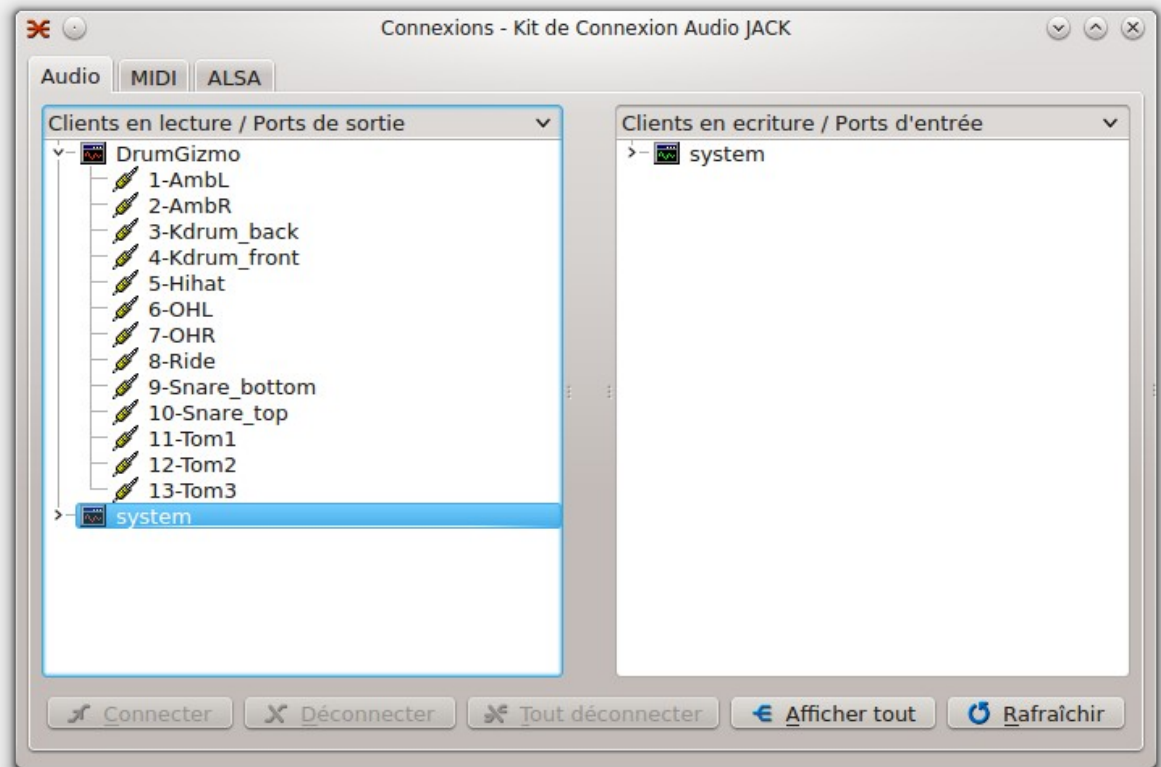 Connexions - Kit de Connexion Audio JACK
Audio MIDI ALSA
Clients en lecture / Ports de sortie
DrumGizmo
1-AmbL
2-AmbR
3-Kdrum_back
4-Kdrum_front
5-Hihat
6-OHL
7-OHR
8-Ride
9-Snare_bottom
10-Snare_top
11-Tom1
12-Tom2
13-Tom3
system
Clients en ecriture / Ports d'entrée
system
Connecter Déconnecter Tout déconnecter Afficher tout Rafraîchir